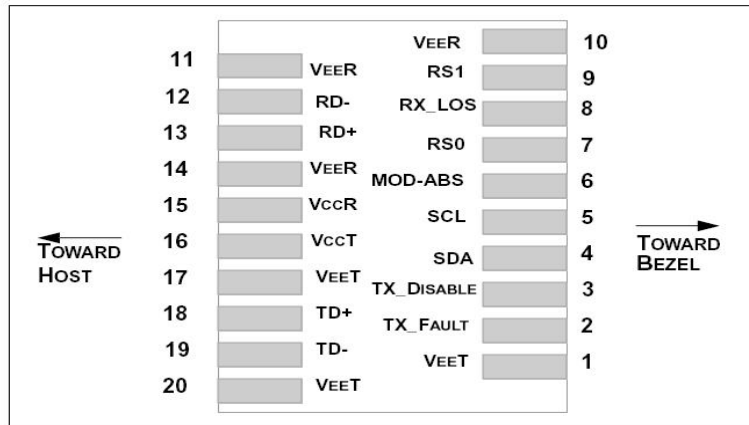 11 VEER
12 RD-
13 RD+
14 VEER
15 VCCR
16 VCCT
17 VEET
18 TD+
19 TD-
20 VEET
VEER 10
RS1 9
RX_LOS 8
RS0 7
MOD-ABS 6
SCL 5
SDA 4
TX_DISABLE 3
TX_FAULT 2
VEET 1
TOWARD
HOST
TOWARD
BEZEL